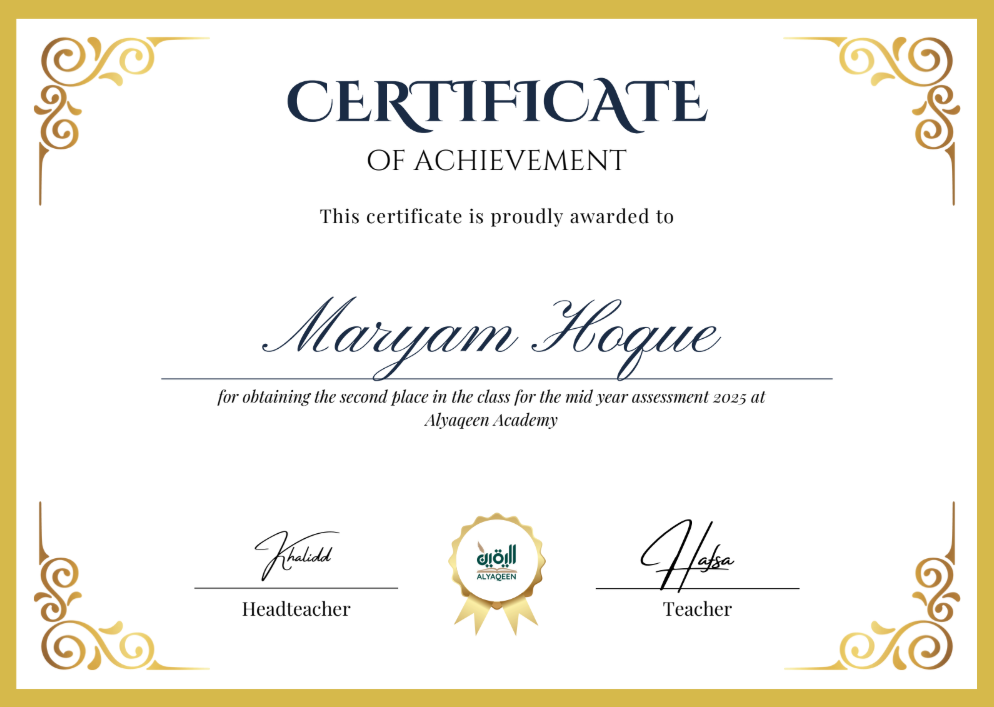 CERTIFICATE
OF ACHIEVEMENT
This certificate is proudly awarded to
Maryam Hoque
for obtaining the second place in the class for the mid year assessment 2025 at
Alyaqeen Academy
Khalidd
Headteacher
اليقين
ALYAQEEN
Hafsa
Teacher